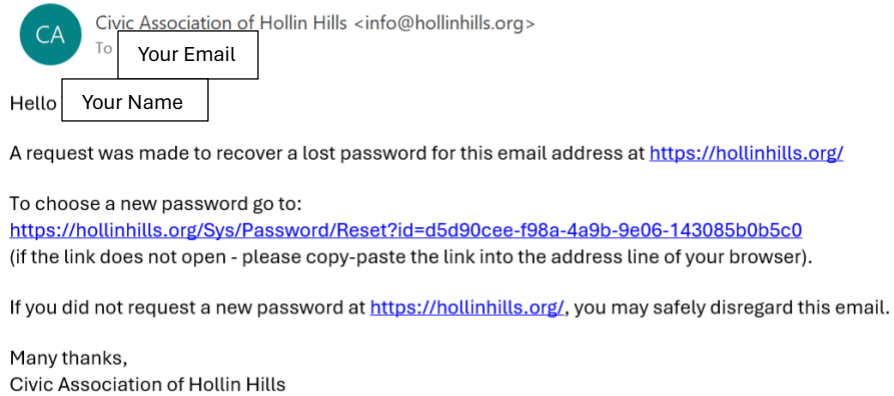 CA
Civic Association of Hollin Hills <info@hollinhills.org>
To Your Email
Hello Your Name
A request was made to recover a lost password for this email address at https://hollinhills.org/
To choose a new password go to:
https://hollinhills.org/Sys/Password/Reset?id=d5d90cee-f98a-4a9b-9e06-143085b0b5c0
(if the link does not open - please copy-paste the link into the address line of your browser).
If you did not request a new password at https://hollinhills.org/, you may safely disregard this email.
Many thanks,
Civic Association of Hollin Hills